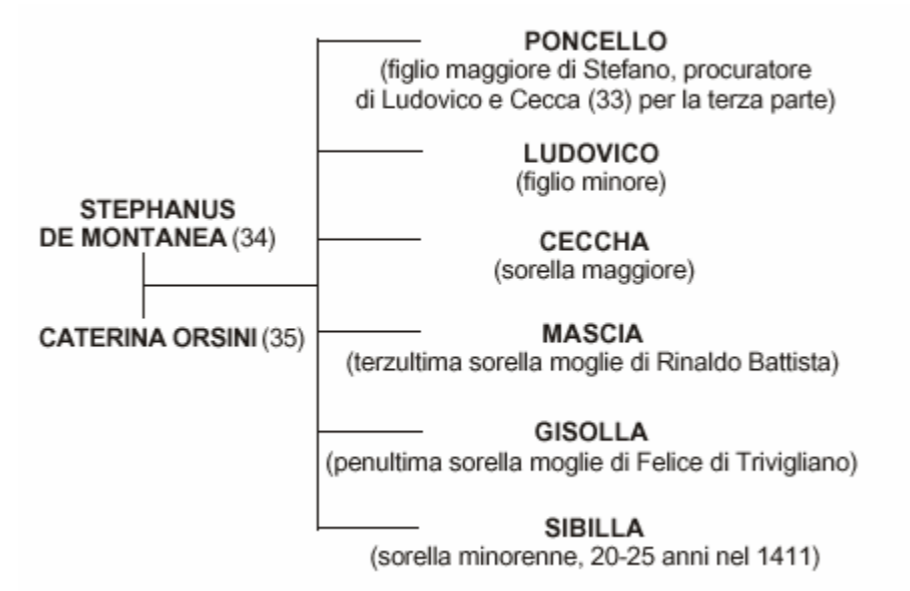 PONCELLO
(figlio maggiore di Stefano, procuratore
di Ludovico e Cecca (33) per la terza parte)
LUDOVICO
(figlio minore)
STEPHANUS
DE MONTANEA (34)
CECCHA
(sorella maggiore)
CATERINA ORSINI (35)
MASCIA
(terzultima sorella moglie di Rinaldo Battista)
GISOLLA
(penultima sorella moglie di Felice di Trivigliano)
SIBILLA
(sorella minorenne, 20-25 anni nel 1411)